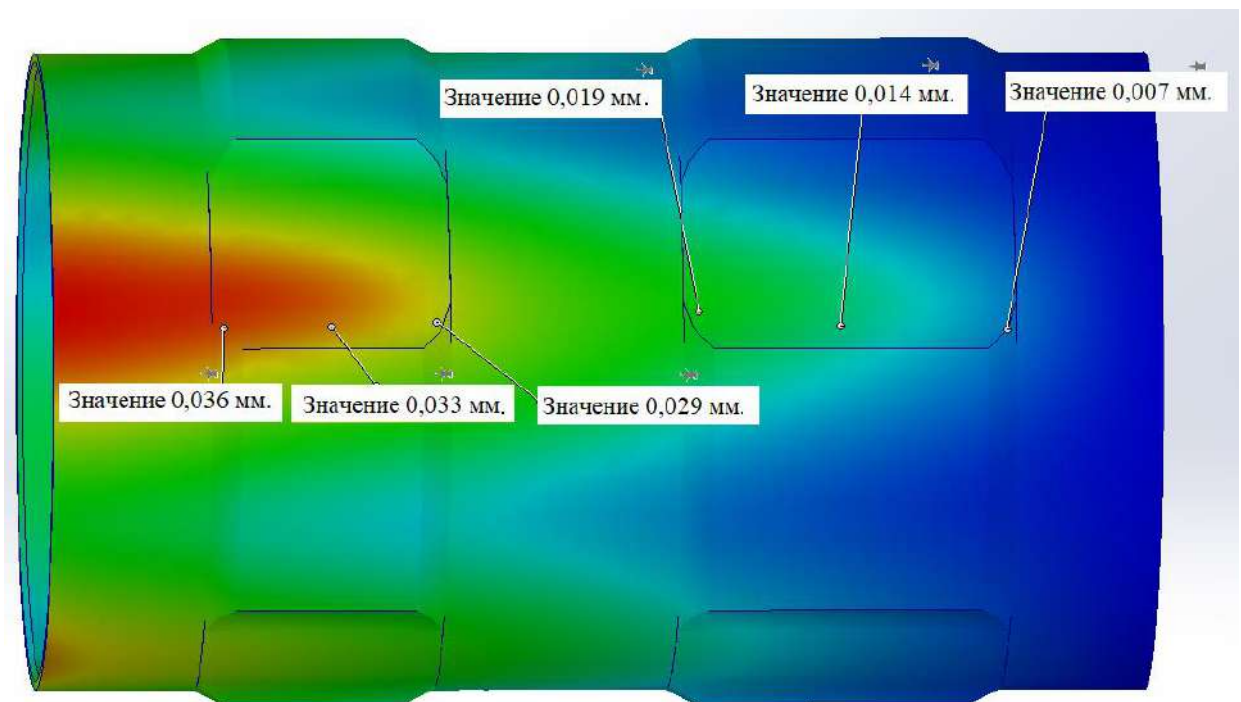 Значение 0,019 мм.
Значение 0,014 мм.
Значение 0,007 мм.
Значение 0,036 мм.
Значение 0,033 мм.
Значение 0,029 мм.